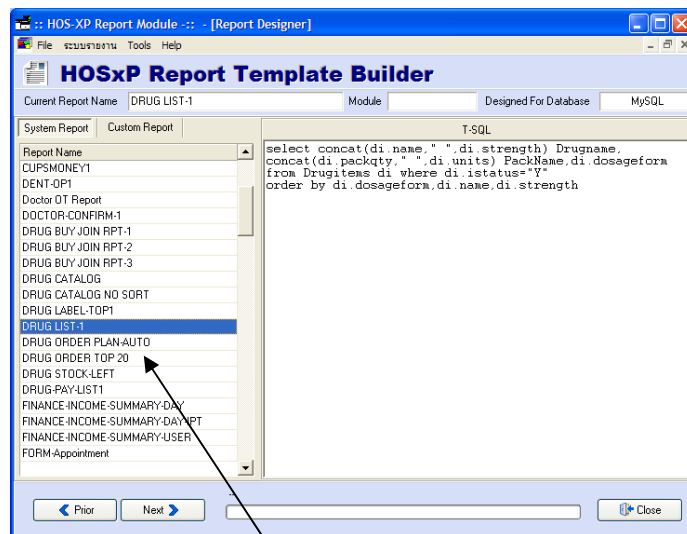 :: HOS-XP Report Module -:: - [Report Designer]
File ระบบรายงาน Tools Help
HOSxP Report Template Builder
Current Report Name DRUG LIST-1 Module Designed For Database MySQL
System Report Custom Report
T-SQL
Report Name
CUPSMONEY1
DENT-OP1
Doctor OT Report
DOCTOR-CONFIRM-1
DRUG BUY JOIN RPT-1
DRUG BUY JOIN RPT-2
DRUG BUY JOIN RPT-3
DRUG CATALOG
DRUG CATALOG NO SORT
DRUG LABEL-TOP1
DRUG LIST-1
DRUG ORDER PLAN-AUTO
DRUG ORDER TOP 20
DRUG STOCK-LEFT
DRUG-PAY-LIST1
FINANCE-INCOME-SUMMARY-DAY
FINANCE-INCOME-SUMMARY-DAY-IPT
FINANCE-INCOME-SUMMARY-USER
FORM-Appointment
select concat(di.name," ",di.strength) Drugname,
concat(di.packqty," ",di.units) PackName,di.dosageform
from Drugitems di where di.istatus="Y"
order by di.dosageform,di.name,di.strength
Prior Next Close